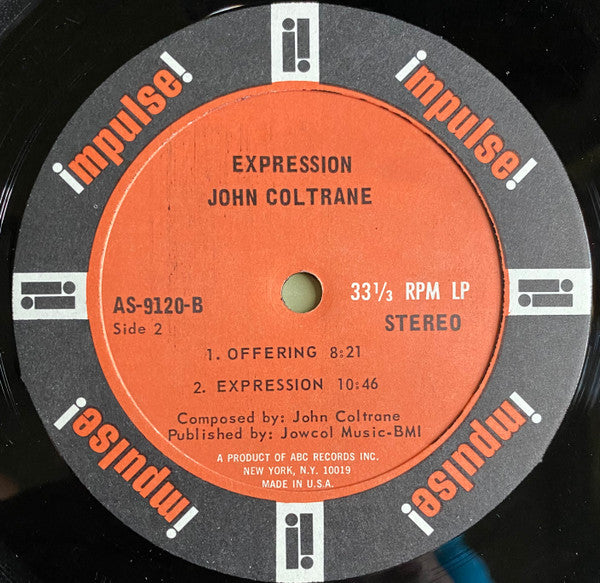 impulse!
i!
impulse!
EXPRESSION
JOHN COLTRANE
i!
AS-9120-B
Side 2
33 1/3 RPM LP
STEREO
i!
1. OFFERING 8:21
2. EXPRESSION 10:46
Composed by: John Coltrane
Published by: Jowcol Music-BMI
A PRODUCT OF ABC RECORDS INC.
NEW YORK, N.Y. 10019
MADE IN U.S.A.
impulse!
i!
impulse!